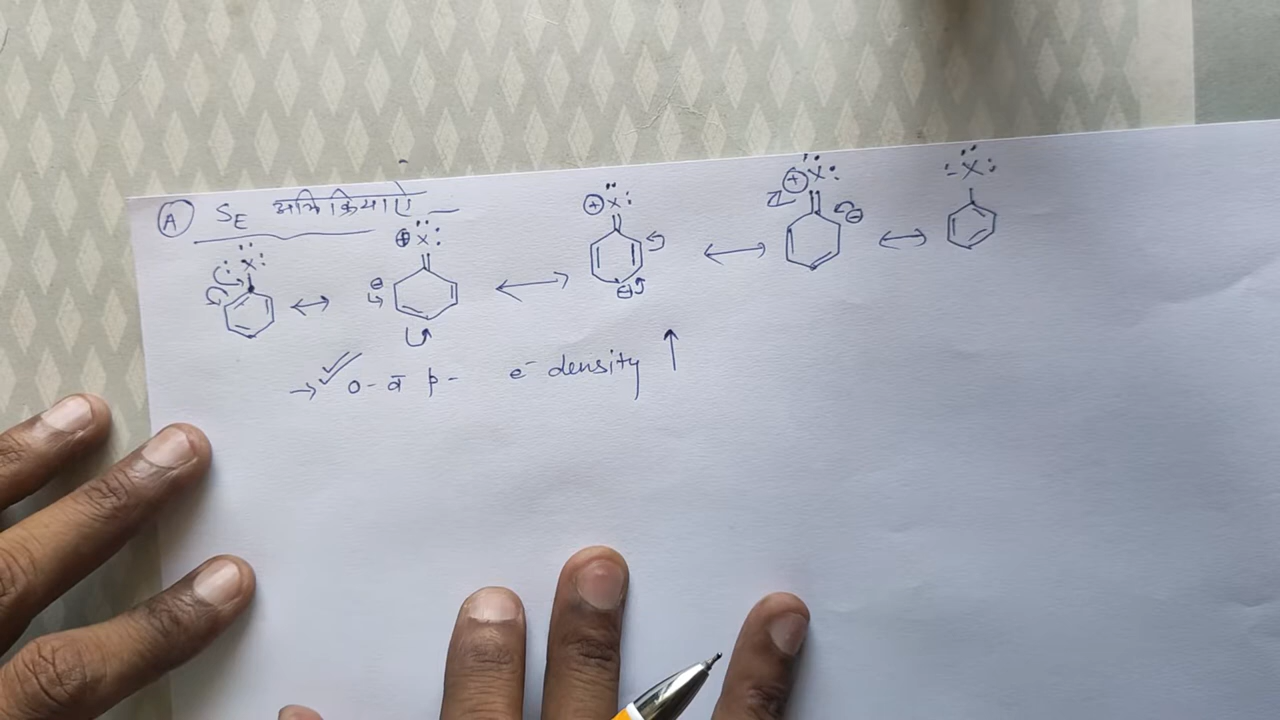 (A) SE अभिक्रियाऐ
X ↔ ⊕ X ⊖ ↔ ⊕ X ⊖ ↔ ⊕ X ⊖ ↔ X
→ o- व p- e⁻ density ↑